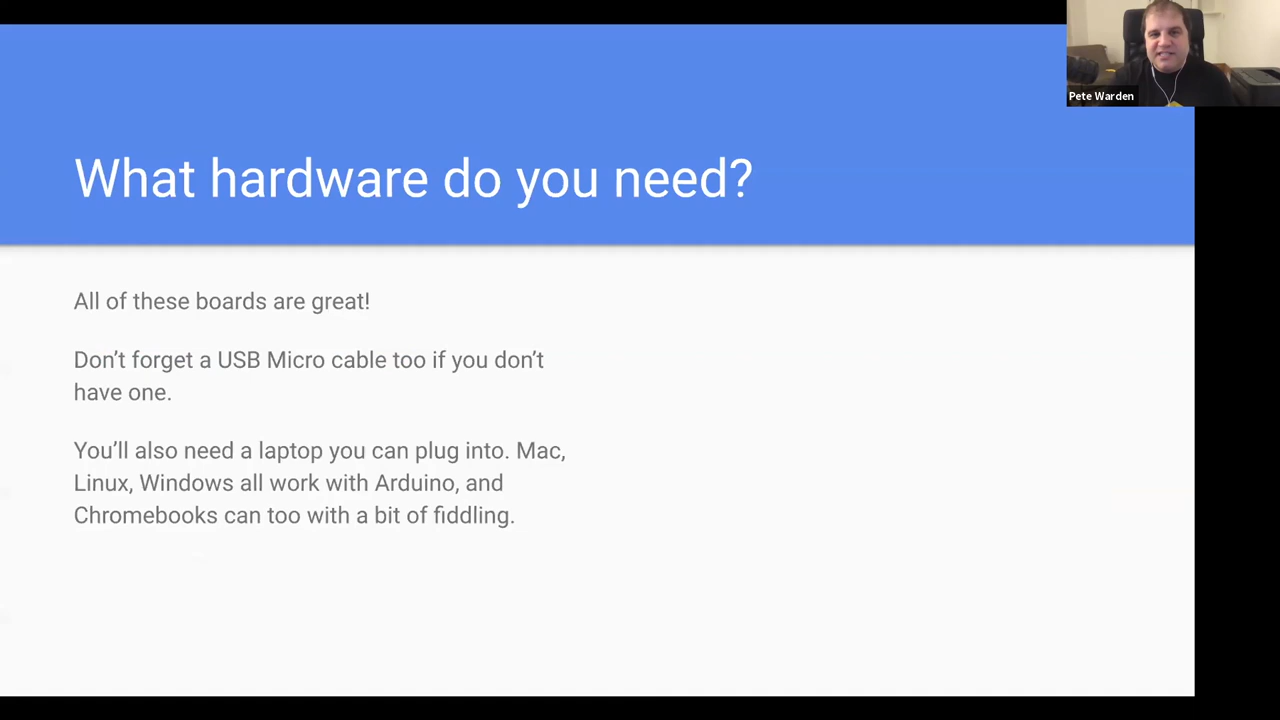 Pete Warden
What hardware do you need?
All of these boards are great!
Don’t forget a USB Micro cable too if you don’t
have one.
You’ll also need a laptop you can plug into. Mac,
Linux, Windows all work with Arduino, and
Chromebooks can too with a bit of fiddling.